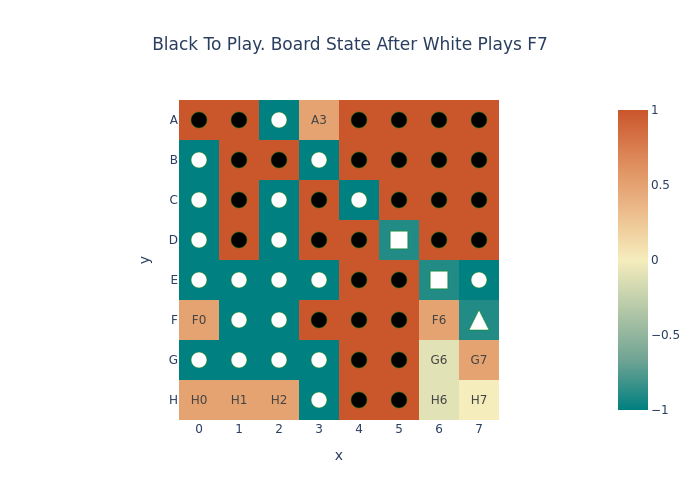 Black To Play. Board State After White Plays F7
A
A3
B
C
D
E
F
F0
F6
G
G6
G7
H
H0
H1
H2
H6
H7
0
1
2
3
4
5
6
7
x
y
1
0.5
0
−0.5
−1